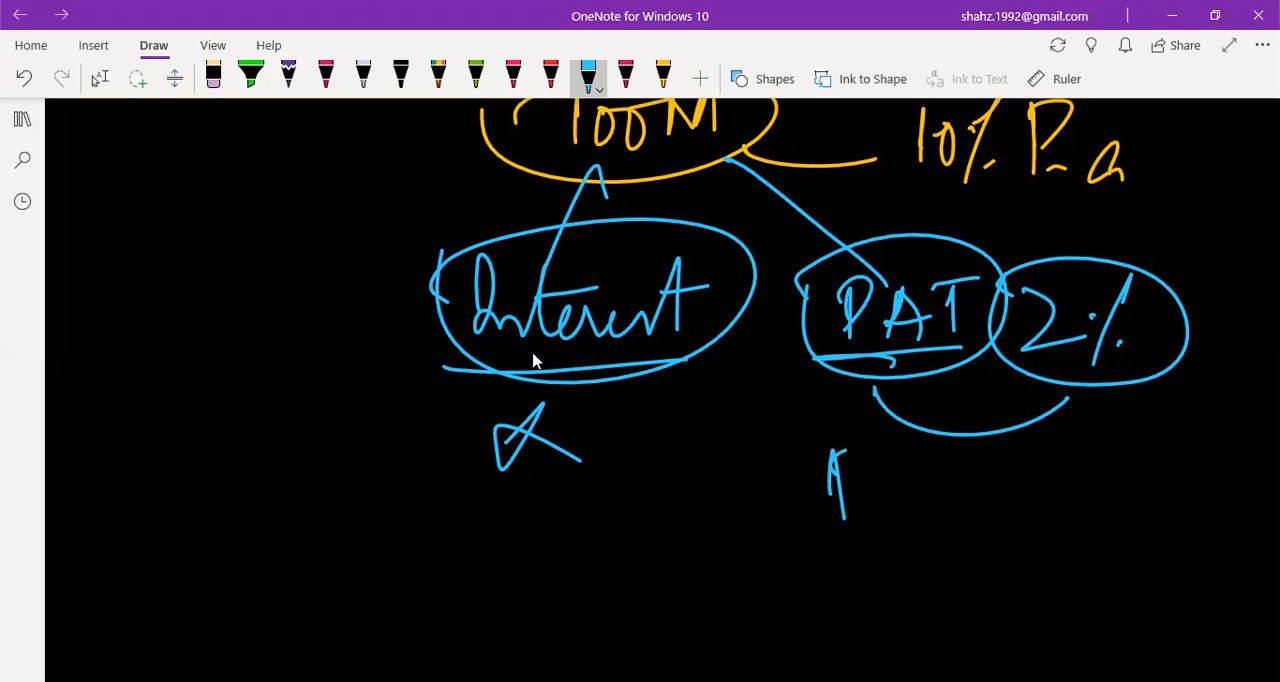 OneNote for Windows 10
shahz.1992@gmail.com
Home Insert Draw View Help
Share
Shapes Ink to Shape Ink to Text Ruler
100M
10% P.a
Interest PAT 2%